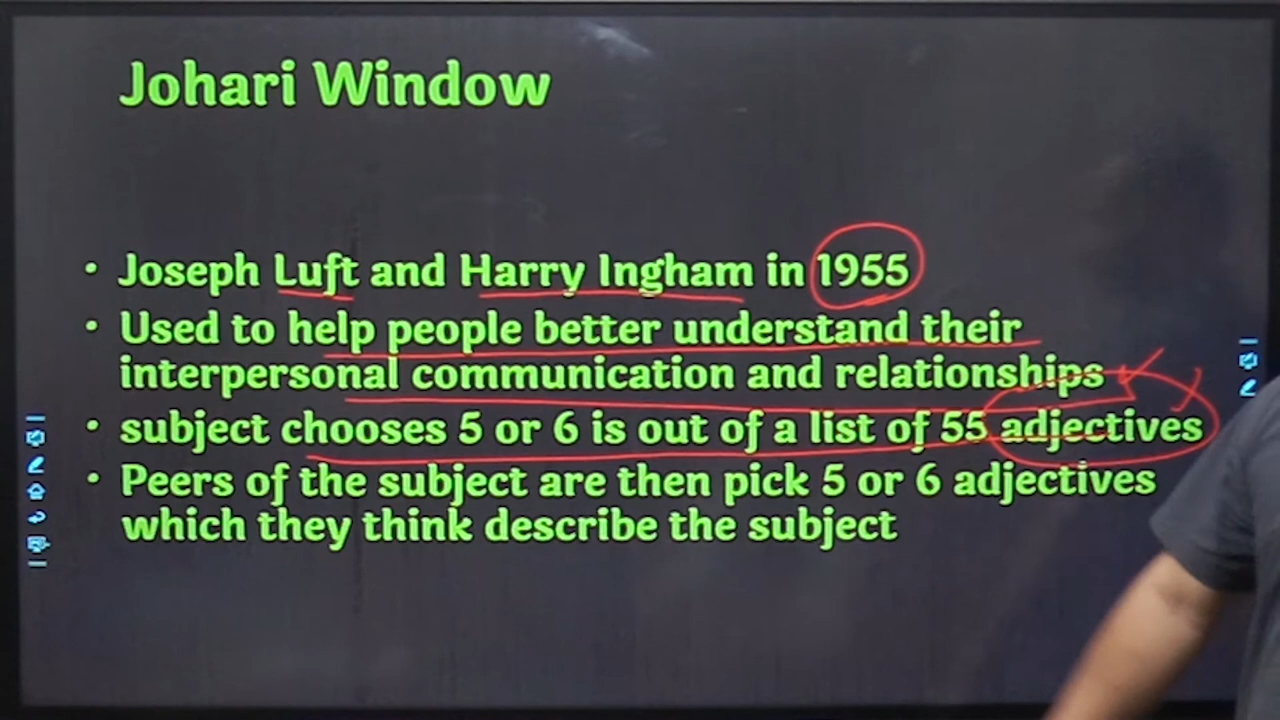 Johari Window
• Joseph Luft and Harry Ingham in 1955
• Used to help people better understand their
interpersonal communication and relationships
• subject chooses 5 or 6 is out of a list of 55 adjectives
• Peers of the subject are then pick 5 or 6 adjectives
which they think describe the subject